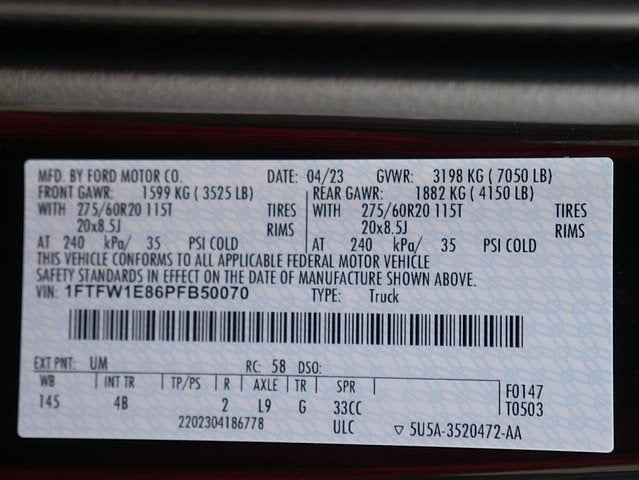 MFD. BY FORD MOTOR CO. DATE: 04/23 GVWR: 3198 KG ( 7050 LB)
FRONT GAWR: 1599 KG ( 3525 LB) REAR GAWR: 1882 KG ( 4150 LB)
WITH 275/60R20 115T TIRES WITH 275/60R20 115T TIRES
20x8.5J RIMS 20x8.5J RIMS
AT 240 kPa/ 35 PSI COLD AT 240 kPa/ 35 PSI COLD
THIS VEHICLE CONFORMS TO ALL APPLICABLE FEDERAL MOTOR VEHICLE
SAFETY STANDARDS IN EFFECT ON THE DATE OF MANUFACTURE SHOWN ABOVE.
VIN: 1FTFW1E86PFB50070 TYPE: Truck
EXT PNT: UM RC: 58 DSO:
WB INT TR TP/PS R AXLE TR SPR F0147
145 4B 2 L9 G 33CC T0503
2202304186778 ULC ▽ 5U5A-3520472-AA